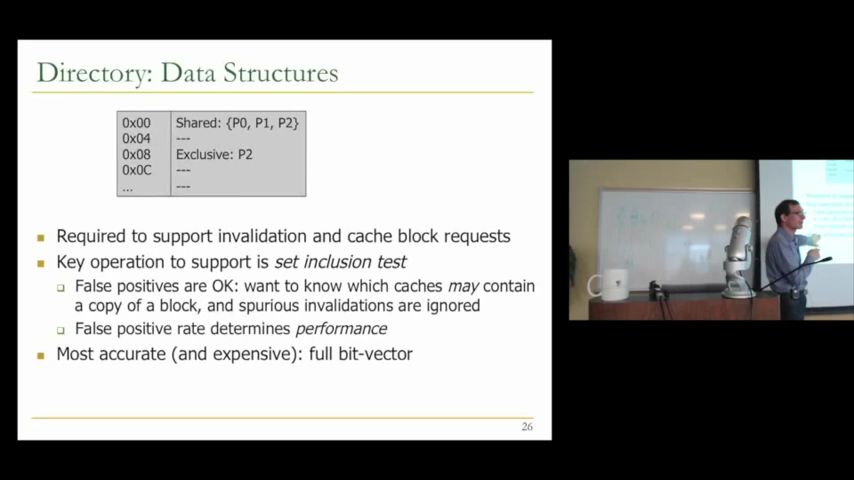 Directory: Data Structures
0x00 Shared: {P0, P1, P2}
0x04 ---
0x08 Exclusive: P2
0x0C ---
... ---
Required to support invalidation and cache block requests
Key operation to support is set inclusion test
False positives are OK: want to know which caches may contain
a copy of a block, and spurious invalidations are ignored
False positive rate determines performance
Most accurate (and expensive): full bit-vector
26